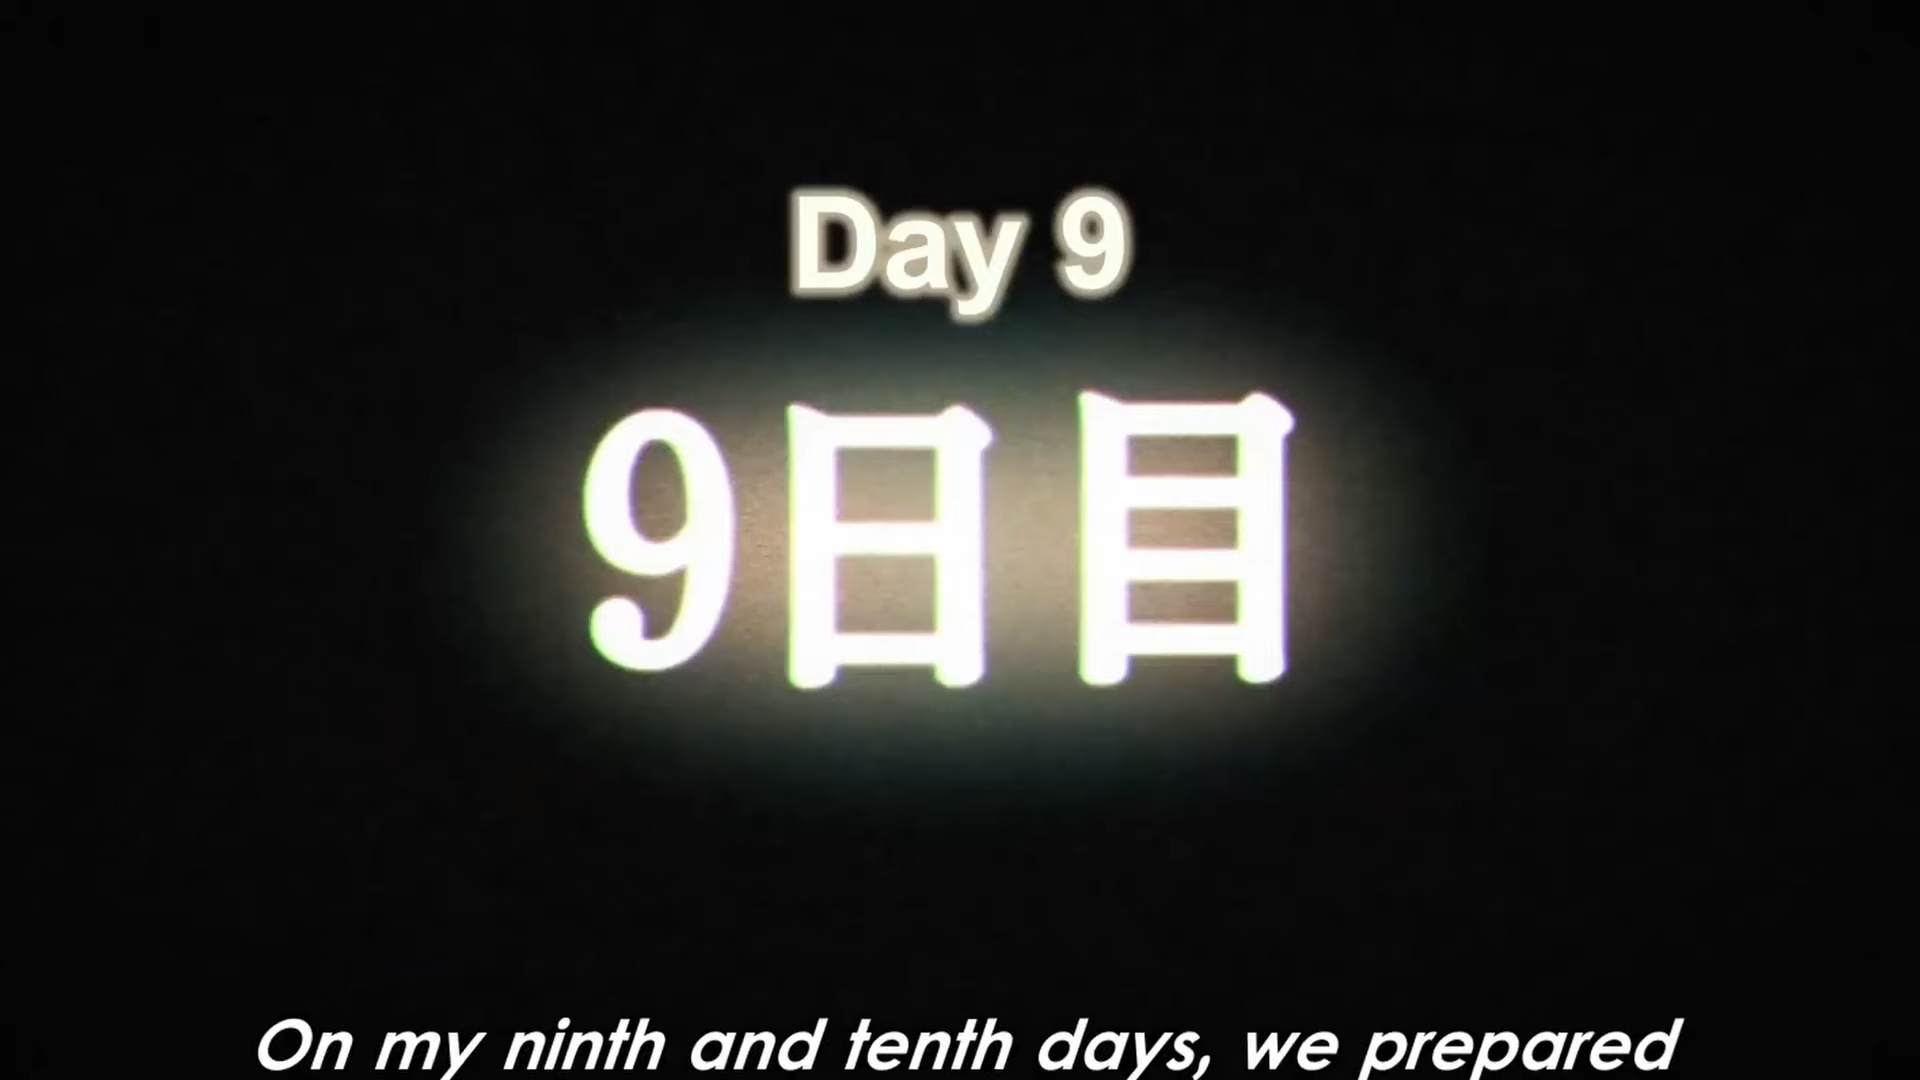 Day 9
9日目
On my ninth and tenth days, we prepared